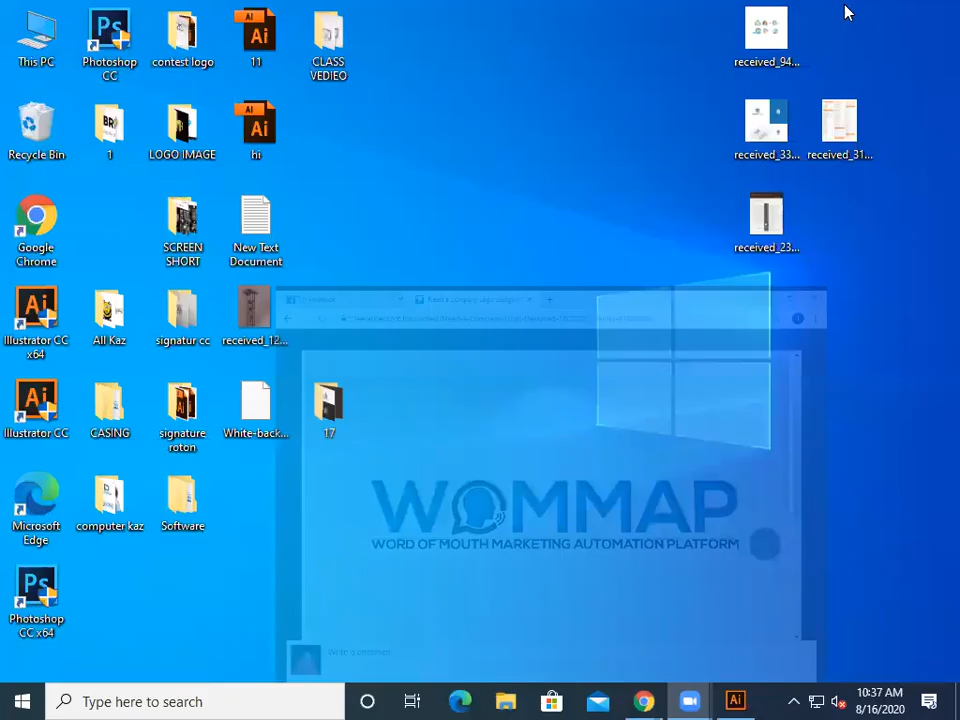 This PC
Photoshop
CC
contest logo
11
CLASS
VEDIEO
received_94...
Recycle Bin
1
LOGO IMAGE
hi
received_33...
received_31...
Google
Chrome
SCREEN
SHORT
New Text
Document
received_23...
Illustrator CC
x64
All Kaz
signatur cc
received_12...
Illustrator CC
CASING
signature
roton
White-back...
17
Microsoft
Edge
computer kaz
Software
WOMMAP
WORD OF MOUTH MARKETING AUTOMATION PLATFORM
Photoshop
CC x64
Write a comment
Type here to search
10:37 AM
8/16/2020